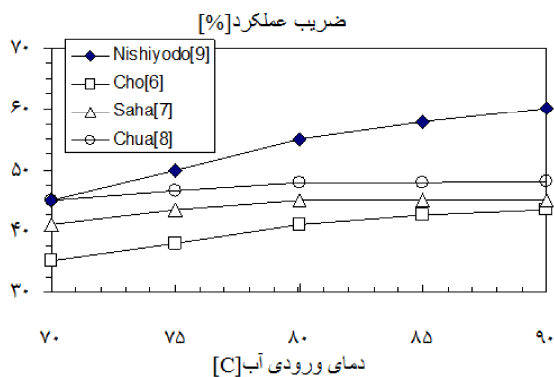 ضریب عملکرد[%]
۷۰
۶۰
۵۰
۴۰
۳۰
Nishiyodo[9]
Cho[6]
Saha[7]
Chua[8]
۷۰ ۷۵ ۸۰ ۸۵ ۹۰
دمای ورودی آب[C]